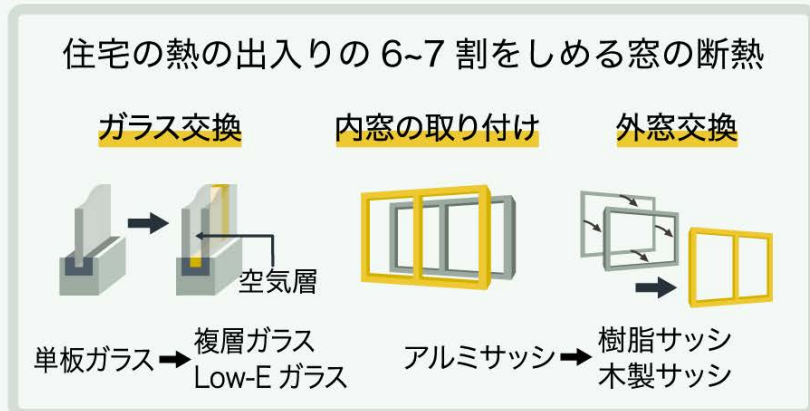 住宅の熱の出入りの 6~7 割をしめる窓の断熱
ガラス交換
内窓の取り付け
外窓交換
空気層
単板ガラス➡複層ガラス
Low-E ガラス
アルミサッシ➡樹脂サッシ
木製サッシ